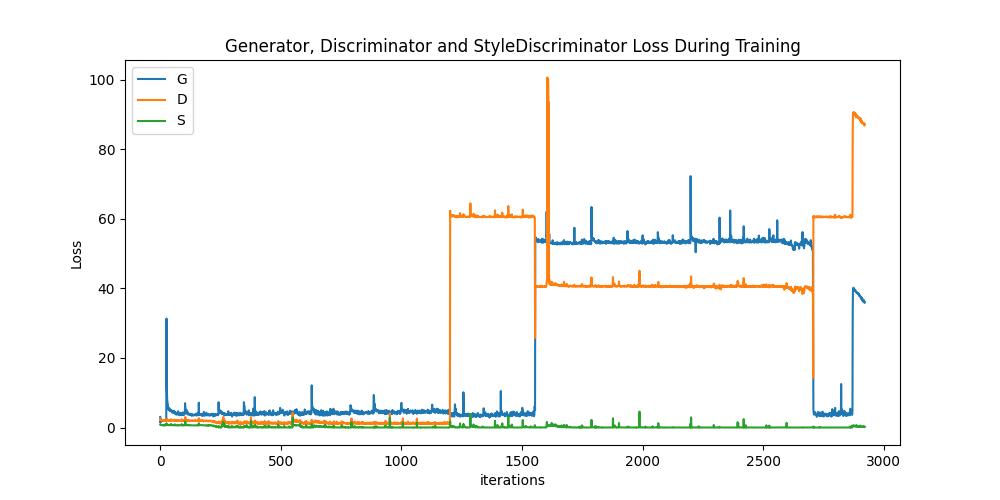 Generator, Discriminator and StyleDiscriminator Loss During Training
G
D
S
Loss
100
80
60
40
20
0
0 500 1000 1500 2000 2500 3000
iterations